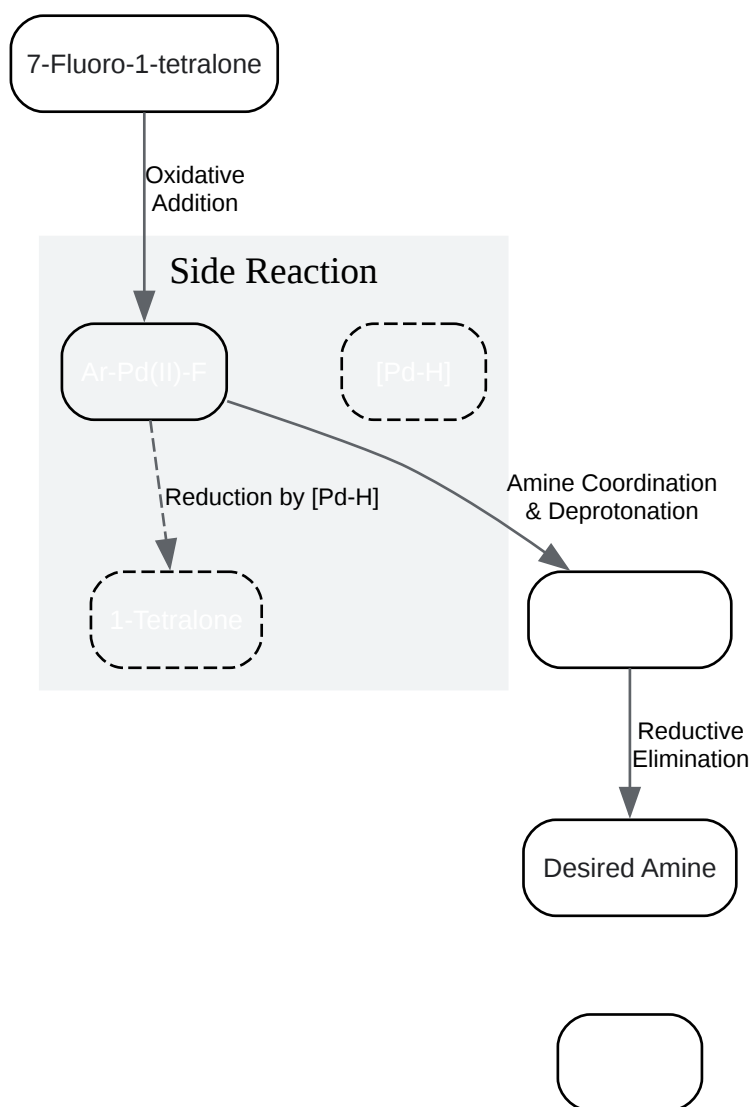 7-Fluoro-1-tetralone
Oxidative
Addition
Side Reaction
Ar-Pd(II)-F
[Pd-H]
Reduction by [Pd-H]
Amine Coordination
& Deprotonation
1-Tetralone
Reductive
Elimination
Desired Amine